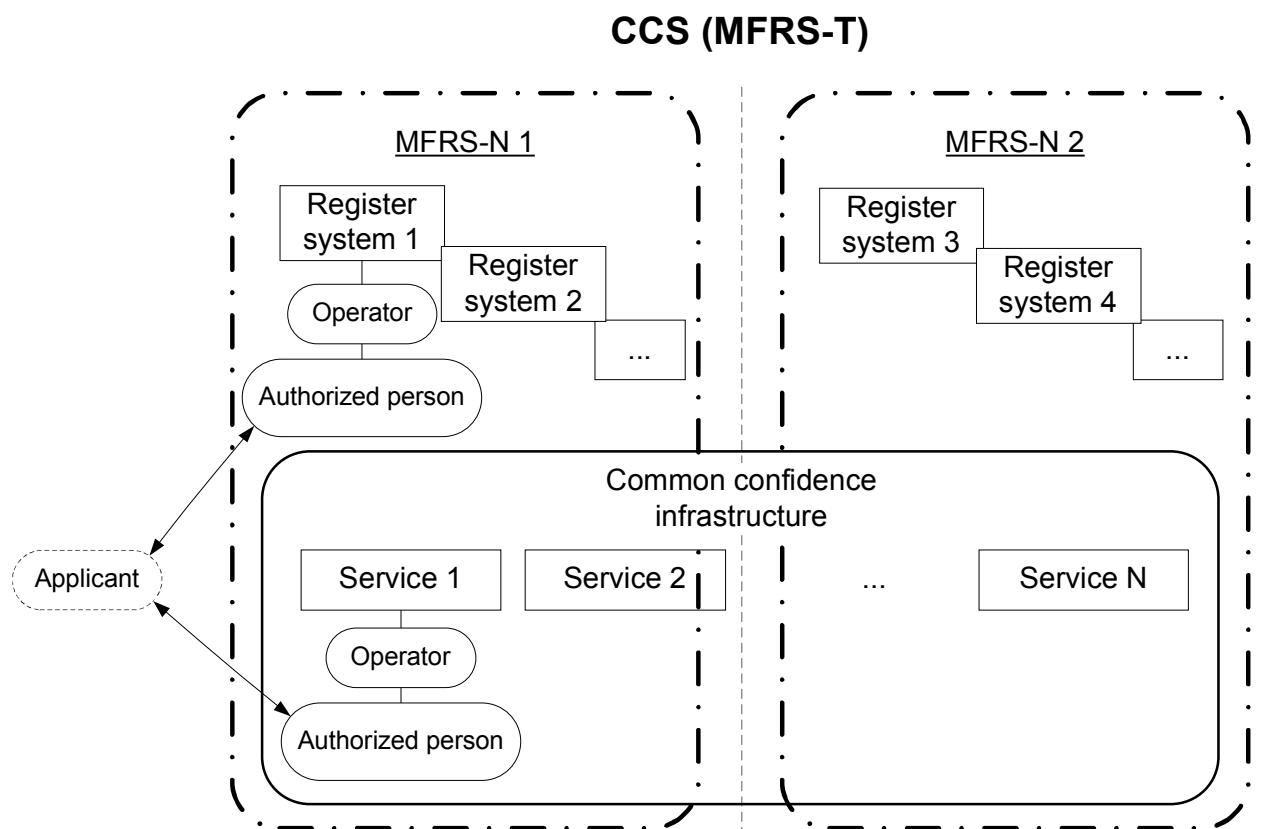 CCS (MFRS-T)
MFRS-N 1
MFRS-N 2
Register
system 1
Register
system 2
...
Register
system 3
Register
system 4
...
Operator
Authorized person
Common confidence
infrastructure
Applicant
Service 1
Service 2
...
Service N
Operator
Authorized person